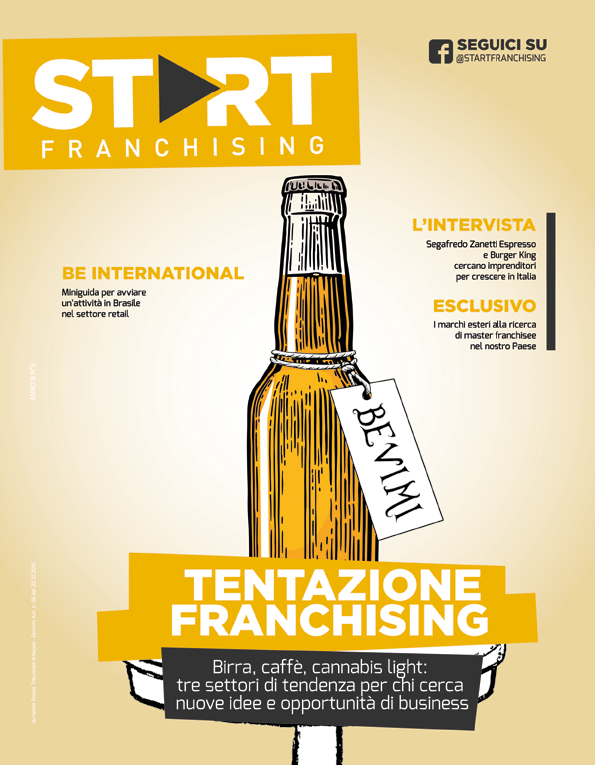 START
FRANCHISING
SEGUICI SU
@STARTFRANCHISING
L'INTERVISTA
Segafredo Zanetti Espresso
e Burger King
cercano imprenditori
per crescere in Italia
ESCLUSIVO
I marchi esteri alla ricerca
di master franchisee
nel nostro Paese
BE INTERNATIONAL
Miniguida per avviare
un'attività in Brasile
nel settore retail
BEVIMI
TENTAZIONE
FRANCHISING
Birra, caffè, cannabis light:
tre settori di tendenza per chi cerca
nuove idee e opportunità di business